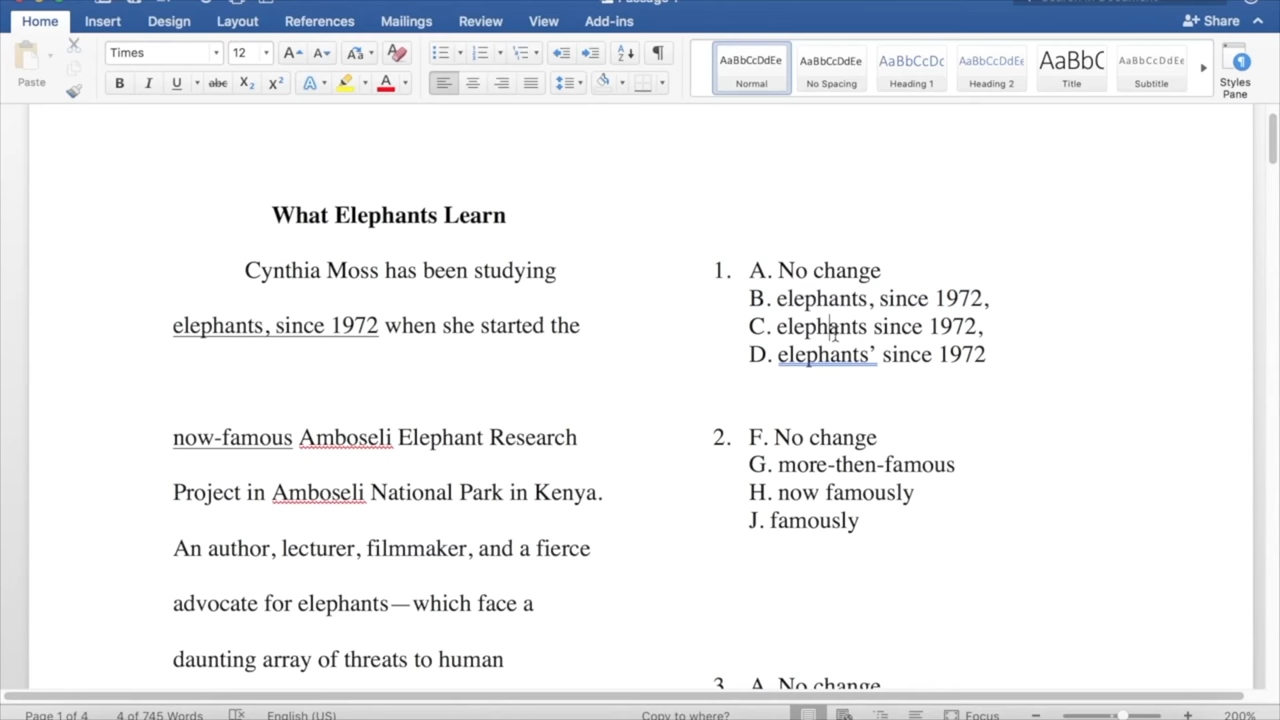 Home Insert Design Layout References Mailings Review View Add-ins Share
Times 12 AaBbCcDdEe AaBbCcDdEe AaBbCcDc AaBbCcDdEe AaBbC AaBbCcDdEe
Paste B I U abc X2 X2 A A Normal No Spacing Heading 1 Heading 2 Title Subtitle Styles Pane
What Elephants Learn
Cynthia Moss has been studying
elephants, since 1972 when she started the
now-famous Amboseli Elephant Research
Project in Amboseli National Park in Kenya.
An author, lecturer, filmmaker, and a fierce
advocate for elephants—which face a
daunting array of threats to human
1. A. No change
B. elephants, since 1972,
C. elephants since 1972,
D. elephants’ since 1972
2. F. No change
G. more-then-famous
H. now famously
J. famously
3. A. No change
Page 1 of 4 4 of 745 Words English (US) Copy to where? Focus 200%